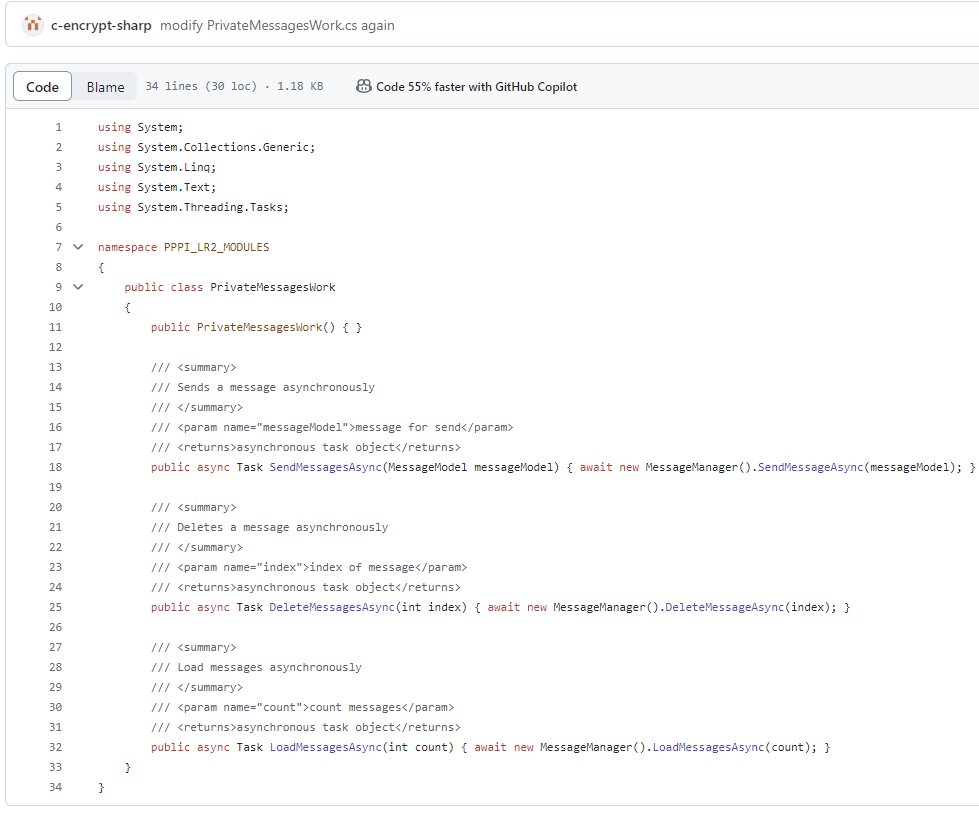 c-encrypt-sharp modify PrivateMessagesWork.cs again
Code Blame 34 lines (30 loc) · 1.18 KB Code 55% faster with GitHub Copilot
1 using System;
2 using System.Collections.Generic;
3 using System.Linq;
4 using System.Text;
5 using System.Threading.Tasks;
6
7 namespace PPPI_LR2_MODULES
8 {
9 public class PrivateMessagesWork
10 {
11 public PrivateMessagesWork() { }
12
13 /// <summary>
14 /// Sends a message asynchronously
15 /// </summary>
16 /// <param name="messageModel">message for send</param>
17 /// <returns>asynchronous task object</returns>
18 public async Task SendMessagesAsync(MessageModel messageModel) { await new MessageManager().SendMessageAsync(messageModel); }
19
20 /// <summary>
21 /// Deletes a message asynchronously
22 /// </summary>
23 /// <param name="index">index of message</param>
24 /// <returns>asynchronous task object</returns>
25 public async Task DeleteMessagesAsync(int index) { await new MessageManager().DeleteMessageAsync(index); }
26
27 /// <summary>
28 /// Load messages asynchronously
29 /// </summary>
30 /// <param name="count">count messages</param>
31 /// <returns>asynchronous task object</returns>
32 public async Task LoadMessagesAsync(int count) { await new MessageManager().LoadMessagesAsync(count); }
33 }
34 }